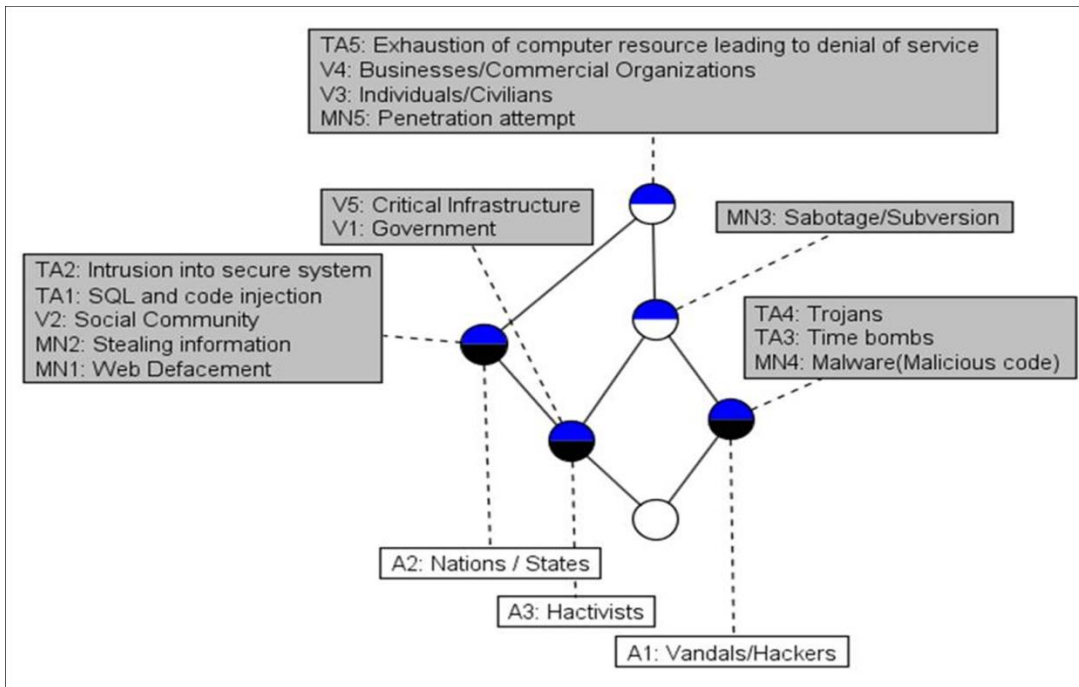 TA5: Exhaustion of computer resource leading to denial of service
V4: Businesses/Commercial Organizations
V3: Individuals/Civilians
MN5: Penetration attempt
V5: Critical Infrastructure
V1: Government
MN3: Sabotage/Subversion
TA2: Intrusion into secure system
TA1: SQL and code injection
V2: Social Community
MN2: Stealing information
MN1: Web Defacement
TA4: Trojans
TA3: Time bombs
MN4: Malware(Malicious code)
A2: Nations / States
A3: Hactivists
A1: Vandals/Hackers